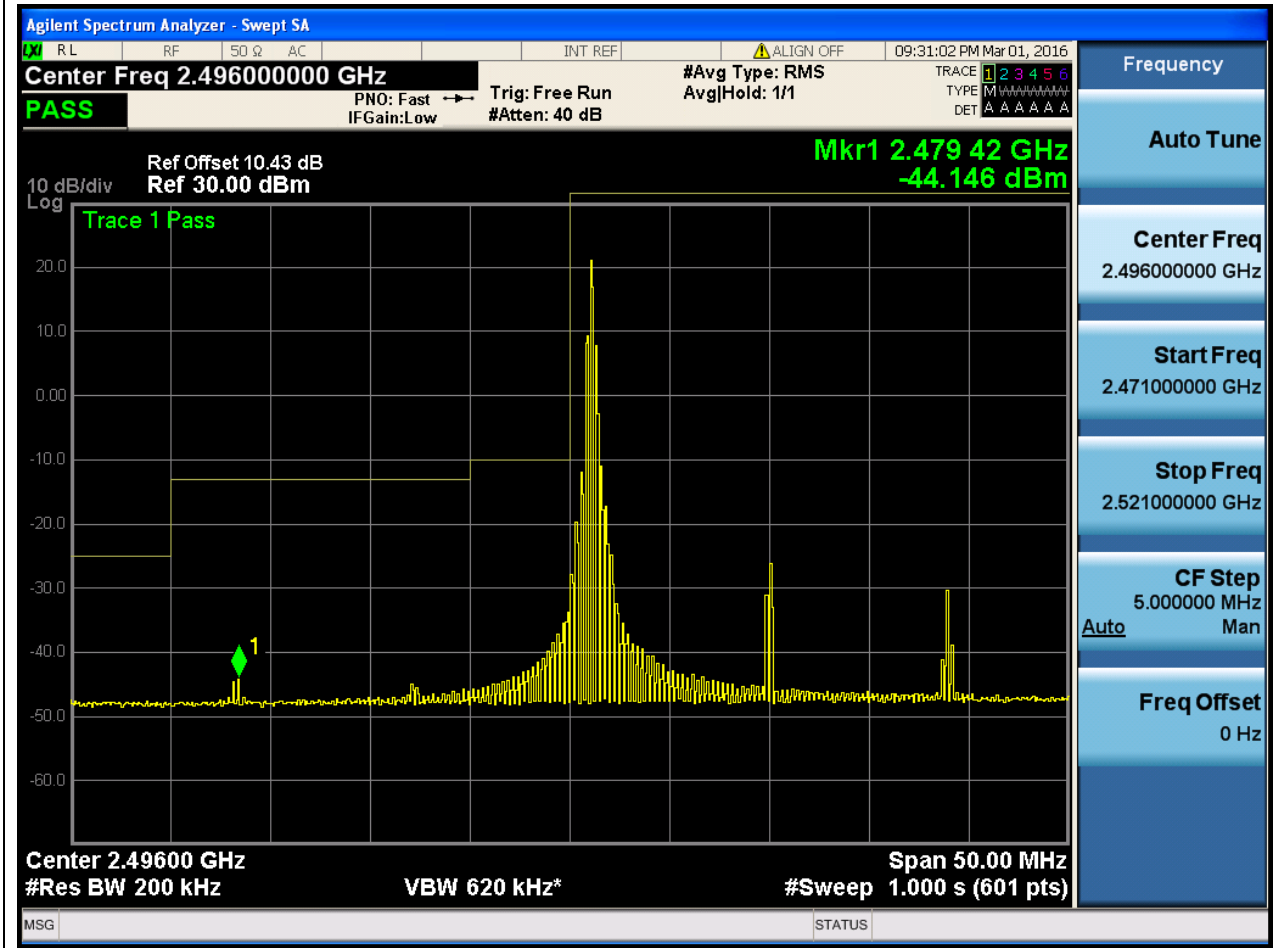 Agilent Spectrum Analyzer - Swept SA
LXI RL RF 50 Ω AC INT REF ALIGN OFF 09:31:02 PM Mar 01, 2016
Center Freq 2.496000000 GHz
PASS
PNO: Fast
IFGain:Low
Trig: Free Run
#Atten: 40 dB
#Avg Type: RMS
Avg|Hold: 1/1
TRACE 1 2 3 4 5 6
TYPE M WWWWW
DET A A A A A A
Mkr1 2.479 42 GHz
-44.146 dBm
Ref Offset 10.43 dB
10 dB/div Ref 30.00 dBm
Log
Trace 1 Pass
20.0
10.0
0.00
-10.0
-20.0
-30.0
-40.0
-50.0
-60.0
1
Center 2.49600 GHz Span 50.00 MHz
#Res BW 200 kHz VBW 620 kHz* #Sweep 1.000 s (601 pts)
MSG STATUS
Frequency
Auto Tune
Center Freq
2.496000000 GHz
Start Freq
2.471000000 GHz
Stop Freq
2.521000000 GHz
CF Step
5.000000 MHz
Auto Man
Freq Offset
0 Hz